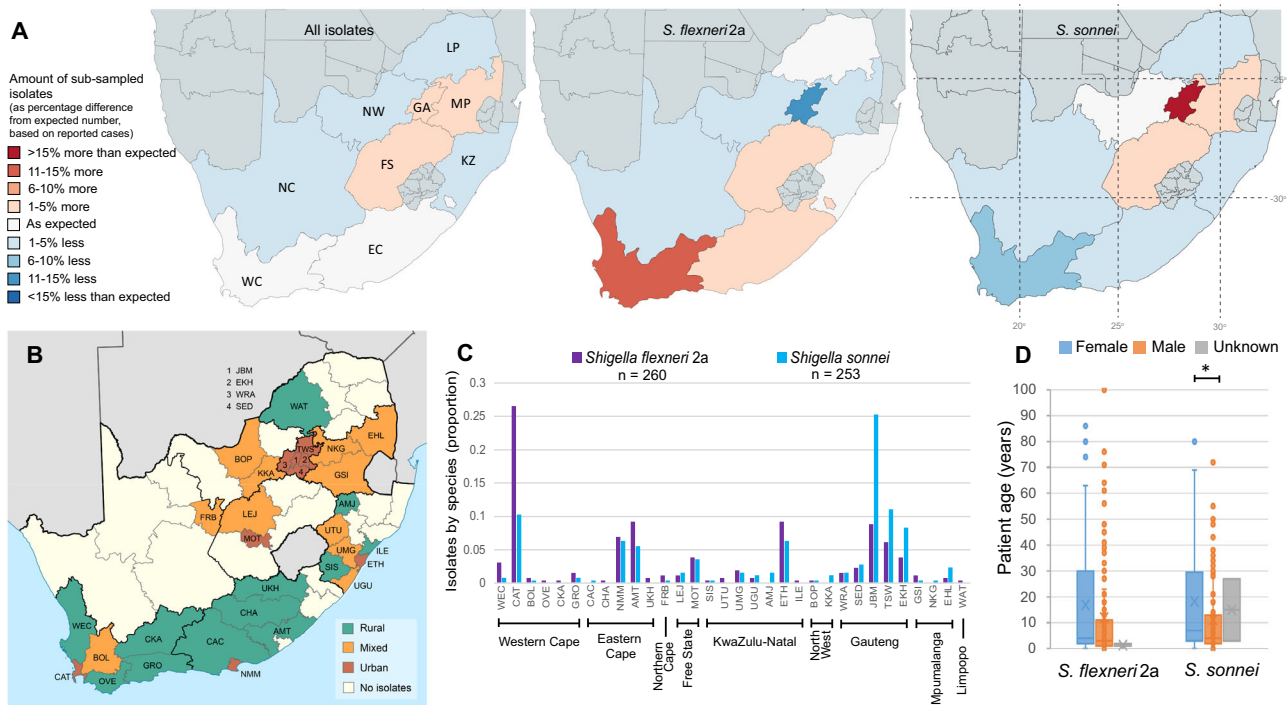 A
All isolates
S. flexneri 2a
S. sonnei
Amount of sub-sampled
isolates
(as percentage difference
from expected number,
based on reported cases)
>15% more than expected
11-15% more
6-10% more
1-5% more
As expected
1-5% less
6-10% less
11-15% less
<15% less than expected
LP
NW
GA
MP
FS
KZ
NC
EC
WC
-25°
-30°
20°
25°
30°
B
1 JBM
2 EKH
3 WRA
4 SED
WAT
EHL
BOP
TWS
NKG
1
2
3
4
KKA
GSI
LEJ
AMJ
FRB
MOT
UTU
UMG
ILE
ETH
SIS
UGU
UKH
CHA
WEC
CKA
CAC
AMT
BOL
GRO
CAT
OVE
NMM
Rural
Mixed
Urban
No isolates
C
Shigella flexneri 2a
n = 260
Shigella sonnei
n = 253
Isolates by species (proportion)
0.3
0.25
0.2
0.15
0.1
0.05
0
WEC
CAT
BOL
OVE
CKA
GRO
CAC
CHA
NMM
AMT
UKH
FRB
LEJ
MOT
SIS
UTU
UMG
UGU
AMJ
ETH
ILE
BOP
KKA
WRA
SED
JBM
TSW
EKH
GSI
NKG
EHL
WAT
Western Cape
Eastern
Cape
Northern
Cape
Free State
KwaZulu-Natal
North
West
Gauteng
Mpumalanga
Limpopo
D
Female
Male
Unknown
*
Patient age (years)
100
90
80
70
60
50
40
30
20
10
0
S. flexneri 2a
S. sonnei